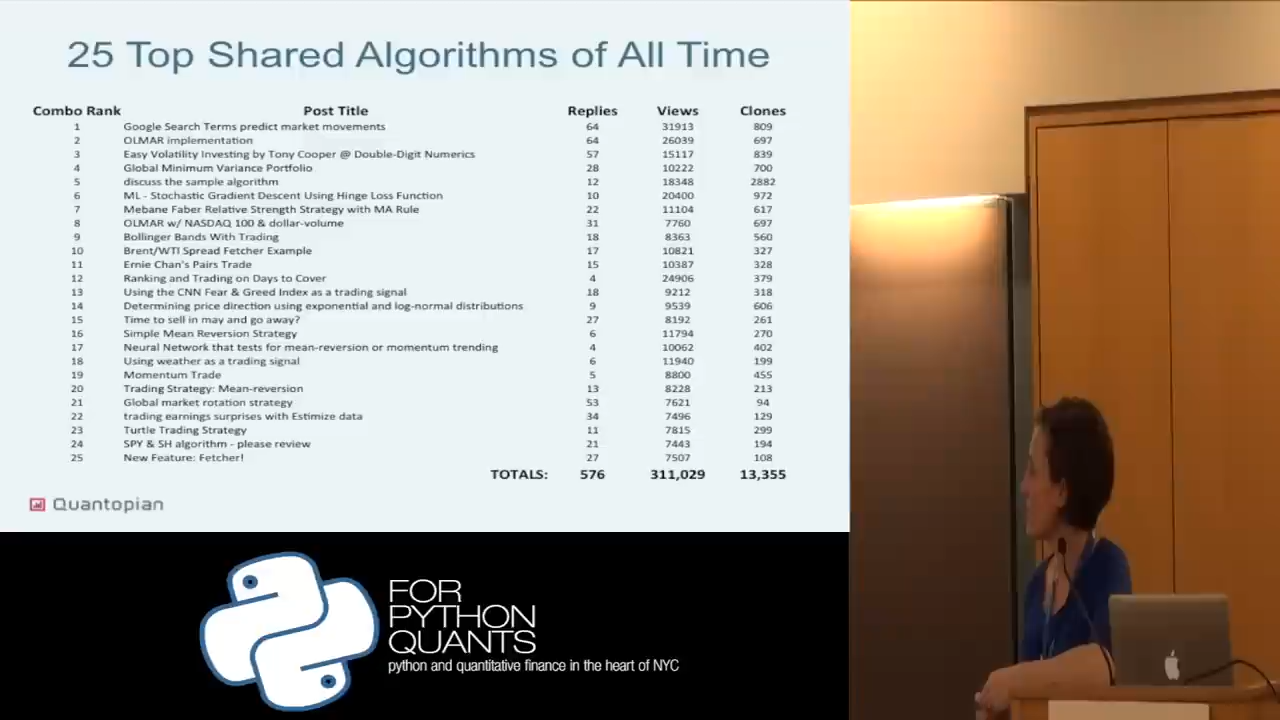 25 Top Shared Algorithms of All Time
Combo Rank Post Title Replies Views Clones
1 Google Search Terms predict market movements 64 31913 809
2 OLMAR implementation 64 26039 697
3 Easy Volatility Investing by Tony Cooper @ Double-Digit Numerics 57 15117 839
4 Global Minimum Variance Portfolio 28 10222 700
5 discuss the sample algorithm 12 18348 2882
6 ML - Stochastic Gradient Descent Using Hinge Loss Function 10 20400 972
7 Mebane Faber Relative Strength Strategy with MA Rule 22 11104 617
8 OLMAR w/ NASDAQ 100 & dollar-volume 31 7760 697
9 Bollinger Bands With Trading 18 8363 560
10 Brent/WTI Spread Fetcher Example 17 10821 327
11 Ernie Chan's Pairs Trade 15 10387 328
12 Ranking and Trading on Days to Cover 4 24906 379
13 Using the CNN Fear & Greed Index as a trading signal 18 9212 318
14 Determining price direction using exponential and log-normal distributions 9 9539 606
15 Time to sell in may and go away? 27 8192 261
16 Simple Mean Reversion Strategy 6 11794 270
17 Neural Network that tests for mean-reversion or momentum trending 4 10062 402
18 Using weather as a trading signal 6 11940 199
19 Momentum Trade 5 8800 455
20 Trading Strategy: Mean-reversion 13 8228 213
21 Global market rotation strategy 53 7621 94
22 trading earnings surprises with Estimize data 34 7496 129
23 Turtle Trading Strategy 11 7815 299
24 SPY & SH algorithm - please review 21 7443 194
25 New Feature: Fetcher! 27 7507 108
TOTALS: 576 311,029 13,355
Quantopian
FOR
PYTHON
QUANTS
python and quantitative finance in the heart of NYC